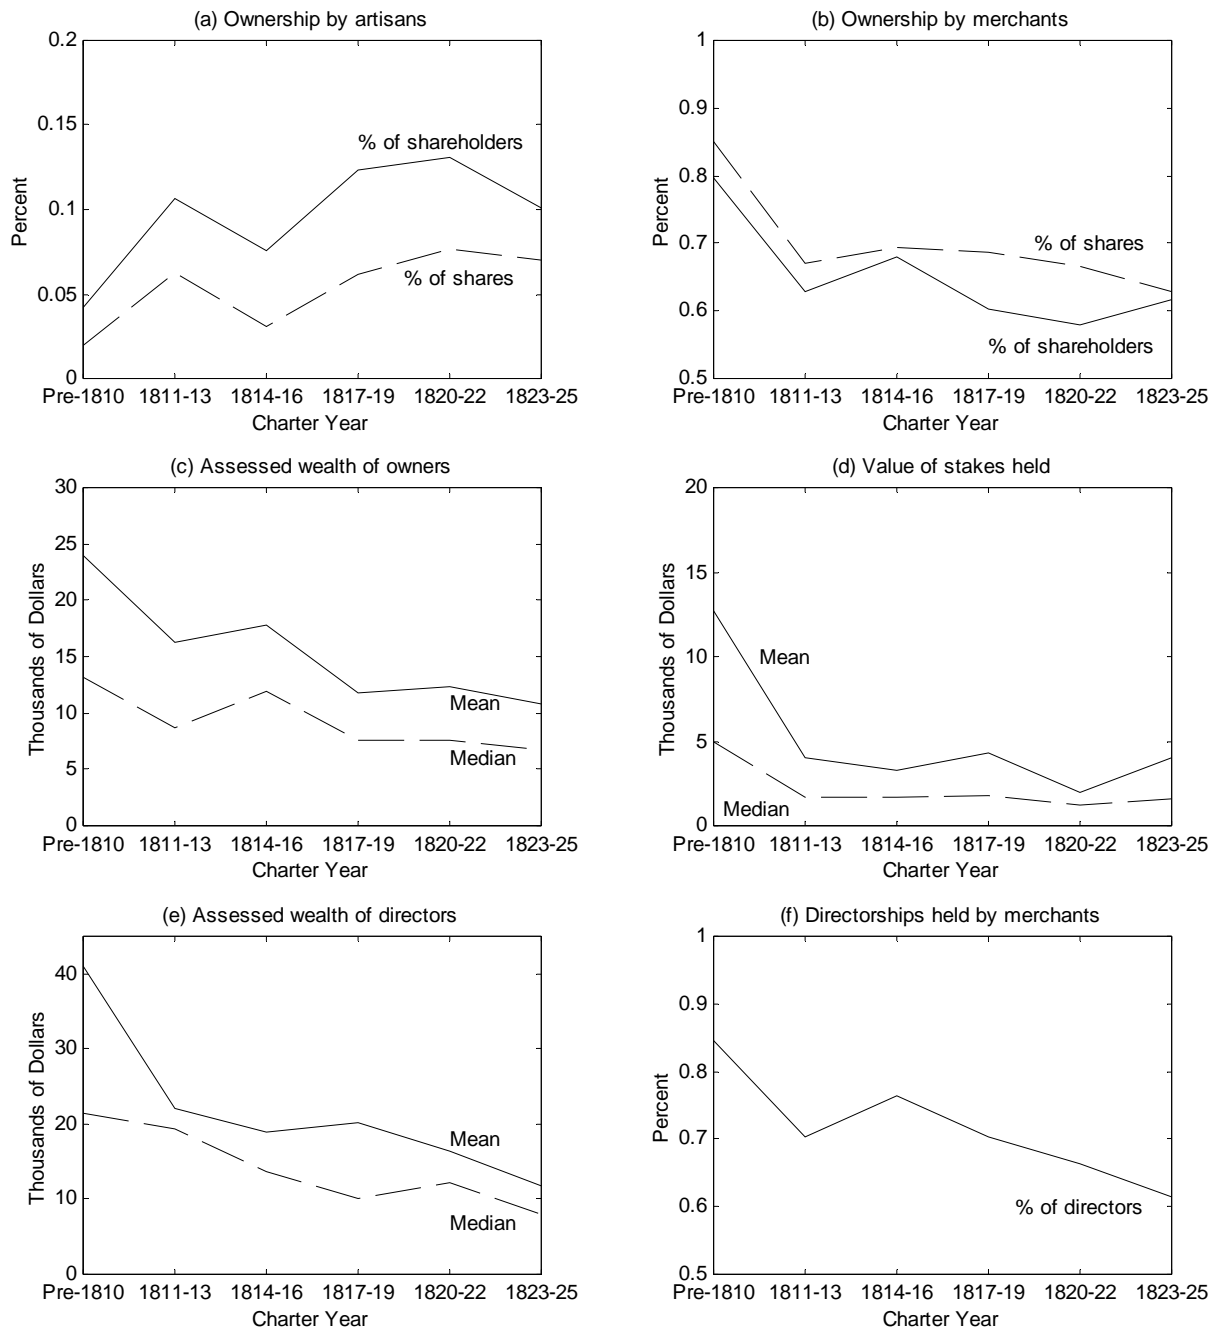 (a) Ownership by artisans
0.2
0.15
0.1
0.05
0
Percent
% of shareholders
% of shares
Pre-1810 1811-13 1814-16 1817-19 1820-22 1823-25
Charter Year
(b) Ownership by merchants
1
0.9
0.8
0.7
0.6
0.5
Percent
% of shares
% of shareholders
Pre-1810 1811-13 1814-16 1817-19 1820-22 1823-25
Charter Year
(c) Assessed wealth of owners
30
25
20
15
10
5
0
Thousands of Dollars
Mean
Median
Pre-1810 1811-13 1814-16 1817-19 1820-22 1823-25
Charter Year
(d) Value of stakes held
20
15
10
5
0
Thousands of Dollars
Mean
Median
Pre-1810 1811-13 1814-16 1817-19 1820-22 1823-25
Charter Year
(e) Assessed wealth of directors
40
30
20
10
0
Thousands of Dollars
Mean
Median
Pre-1810 1811-13 1814-16 1817-19 1820-22 1823-25
Charter Year
(f) Directorships held by merchants
1
0.9
0.8
0.7
0.6
0.5
Percent
% of directors
Pre-1810 1811-13 1814-16 1817-19 1820-22 1823-25
Charter Year